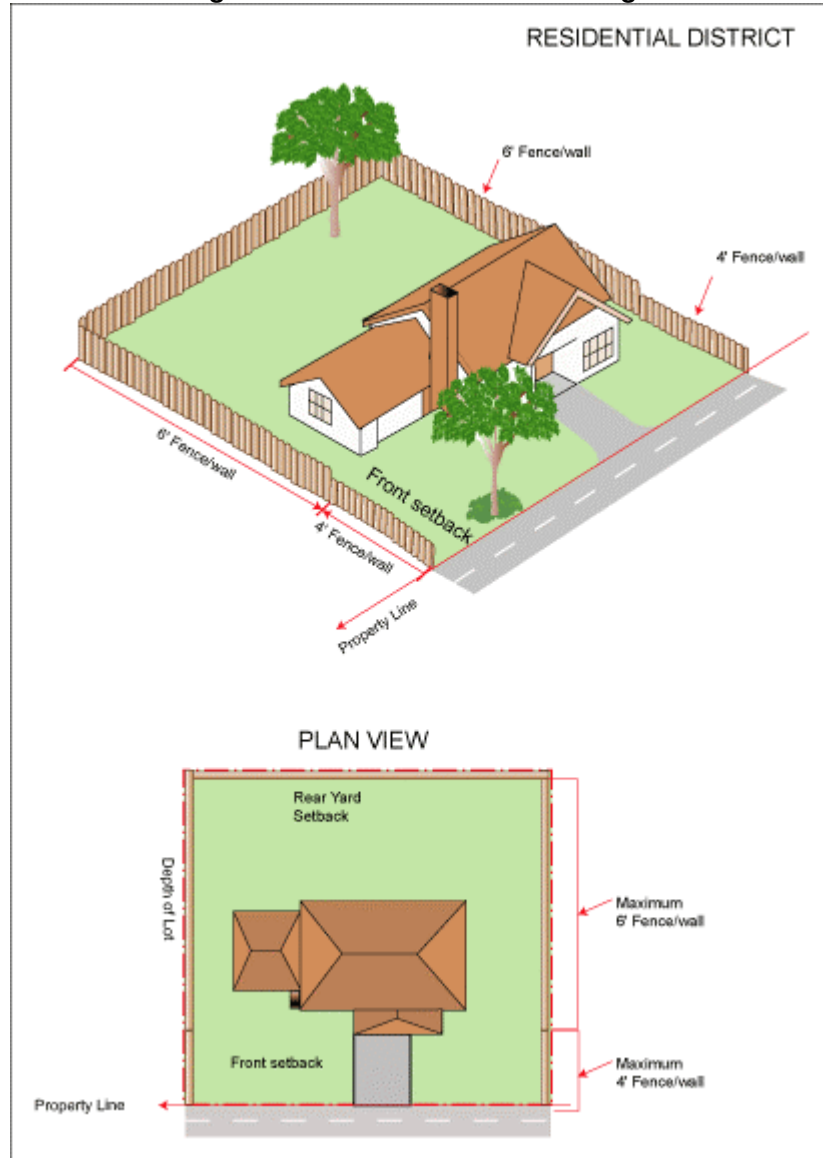 RESIDENTIAL DISTRICT
6' Fence/wall
4' Fence/wall
6' Fence/wall
Front setback
4' Fence/wall
Property Line
PLAN VIEW
Rear Yard
Setback
Depth of Lot
Maximum
6' Fence/wall
Front setback
Maximum
4' Fence/wall
Property Line